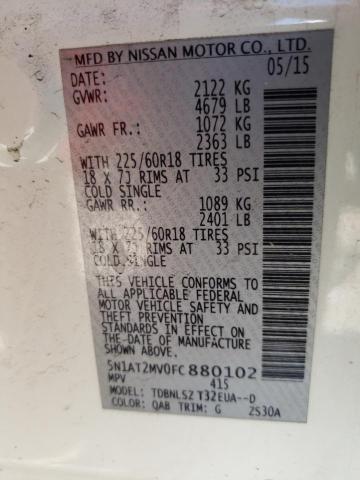 MFD BY NISSAN MOTOR CO., LTD.
DATE: 05/15
GVWR: 2122 KG
4679 LB
GAWR FR.: 1072 KG
2363 LB
WITH 225/60R18 TIRES
18 X 7J RIMS AT 33 PSI
COLD SINGLE
GAWR RR.: 1089 KG
2401 LB
WITH 225/60R18 TIRES
18 X 7J RIMS AT 33 PSI
COLD SINGLE
THIS VEHICLE CONFORMS TO
ALL APPLICABLE FEDERAL
MOTOR VEHICLE SAFETY AND
THEFT PREVENTION
STANDARDS IN EFFECT ON
THE DATE OF MANUFACTURE
SHOWN ABOVE.
5N1AT2MV0FC880102
MPV 415
MODEL: TDBNLSZ T32EUA--D
COLOR: QAB TRIM: G 2S30A